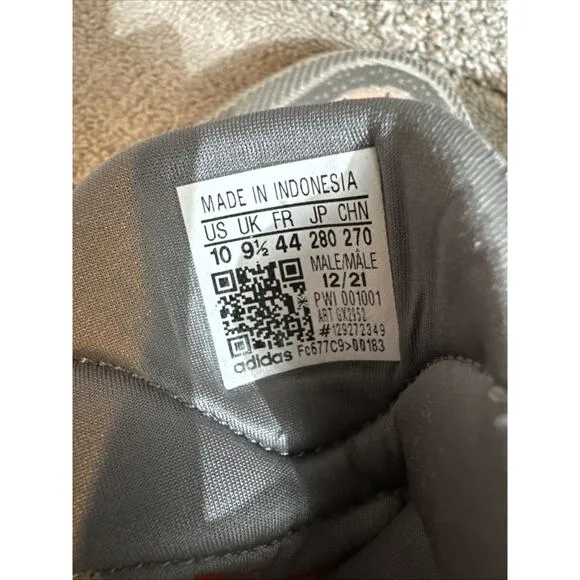 MADE IN INDONESIA
US UK FR JP CHN
10 9½ 44 280 270
MALE/MÂLE
12/21
PWI 001001
ART GX2952
#129272349
adidas Fc677C9>00183